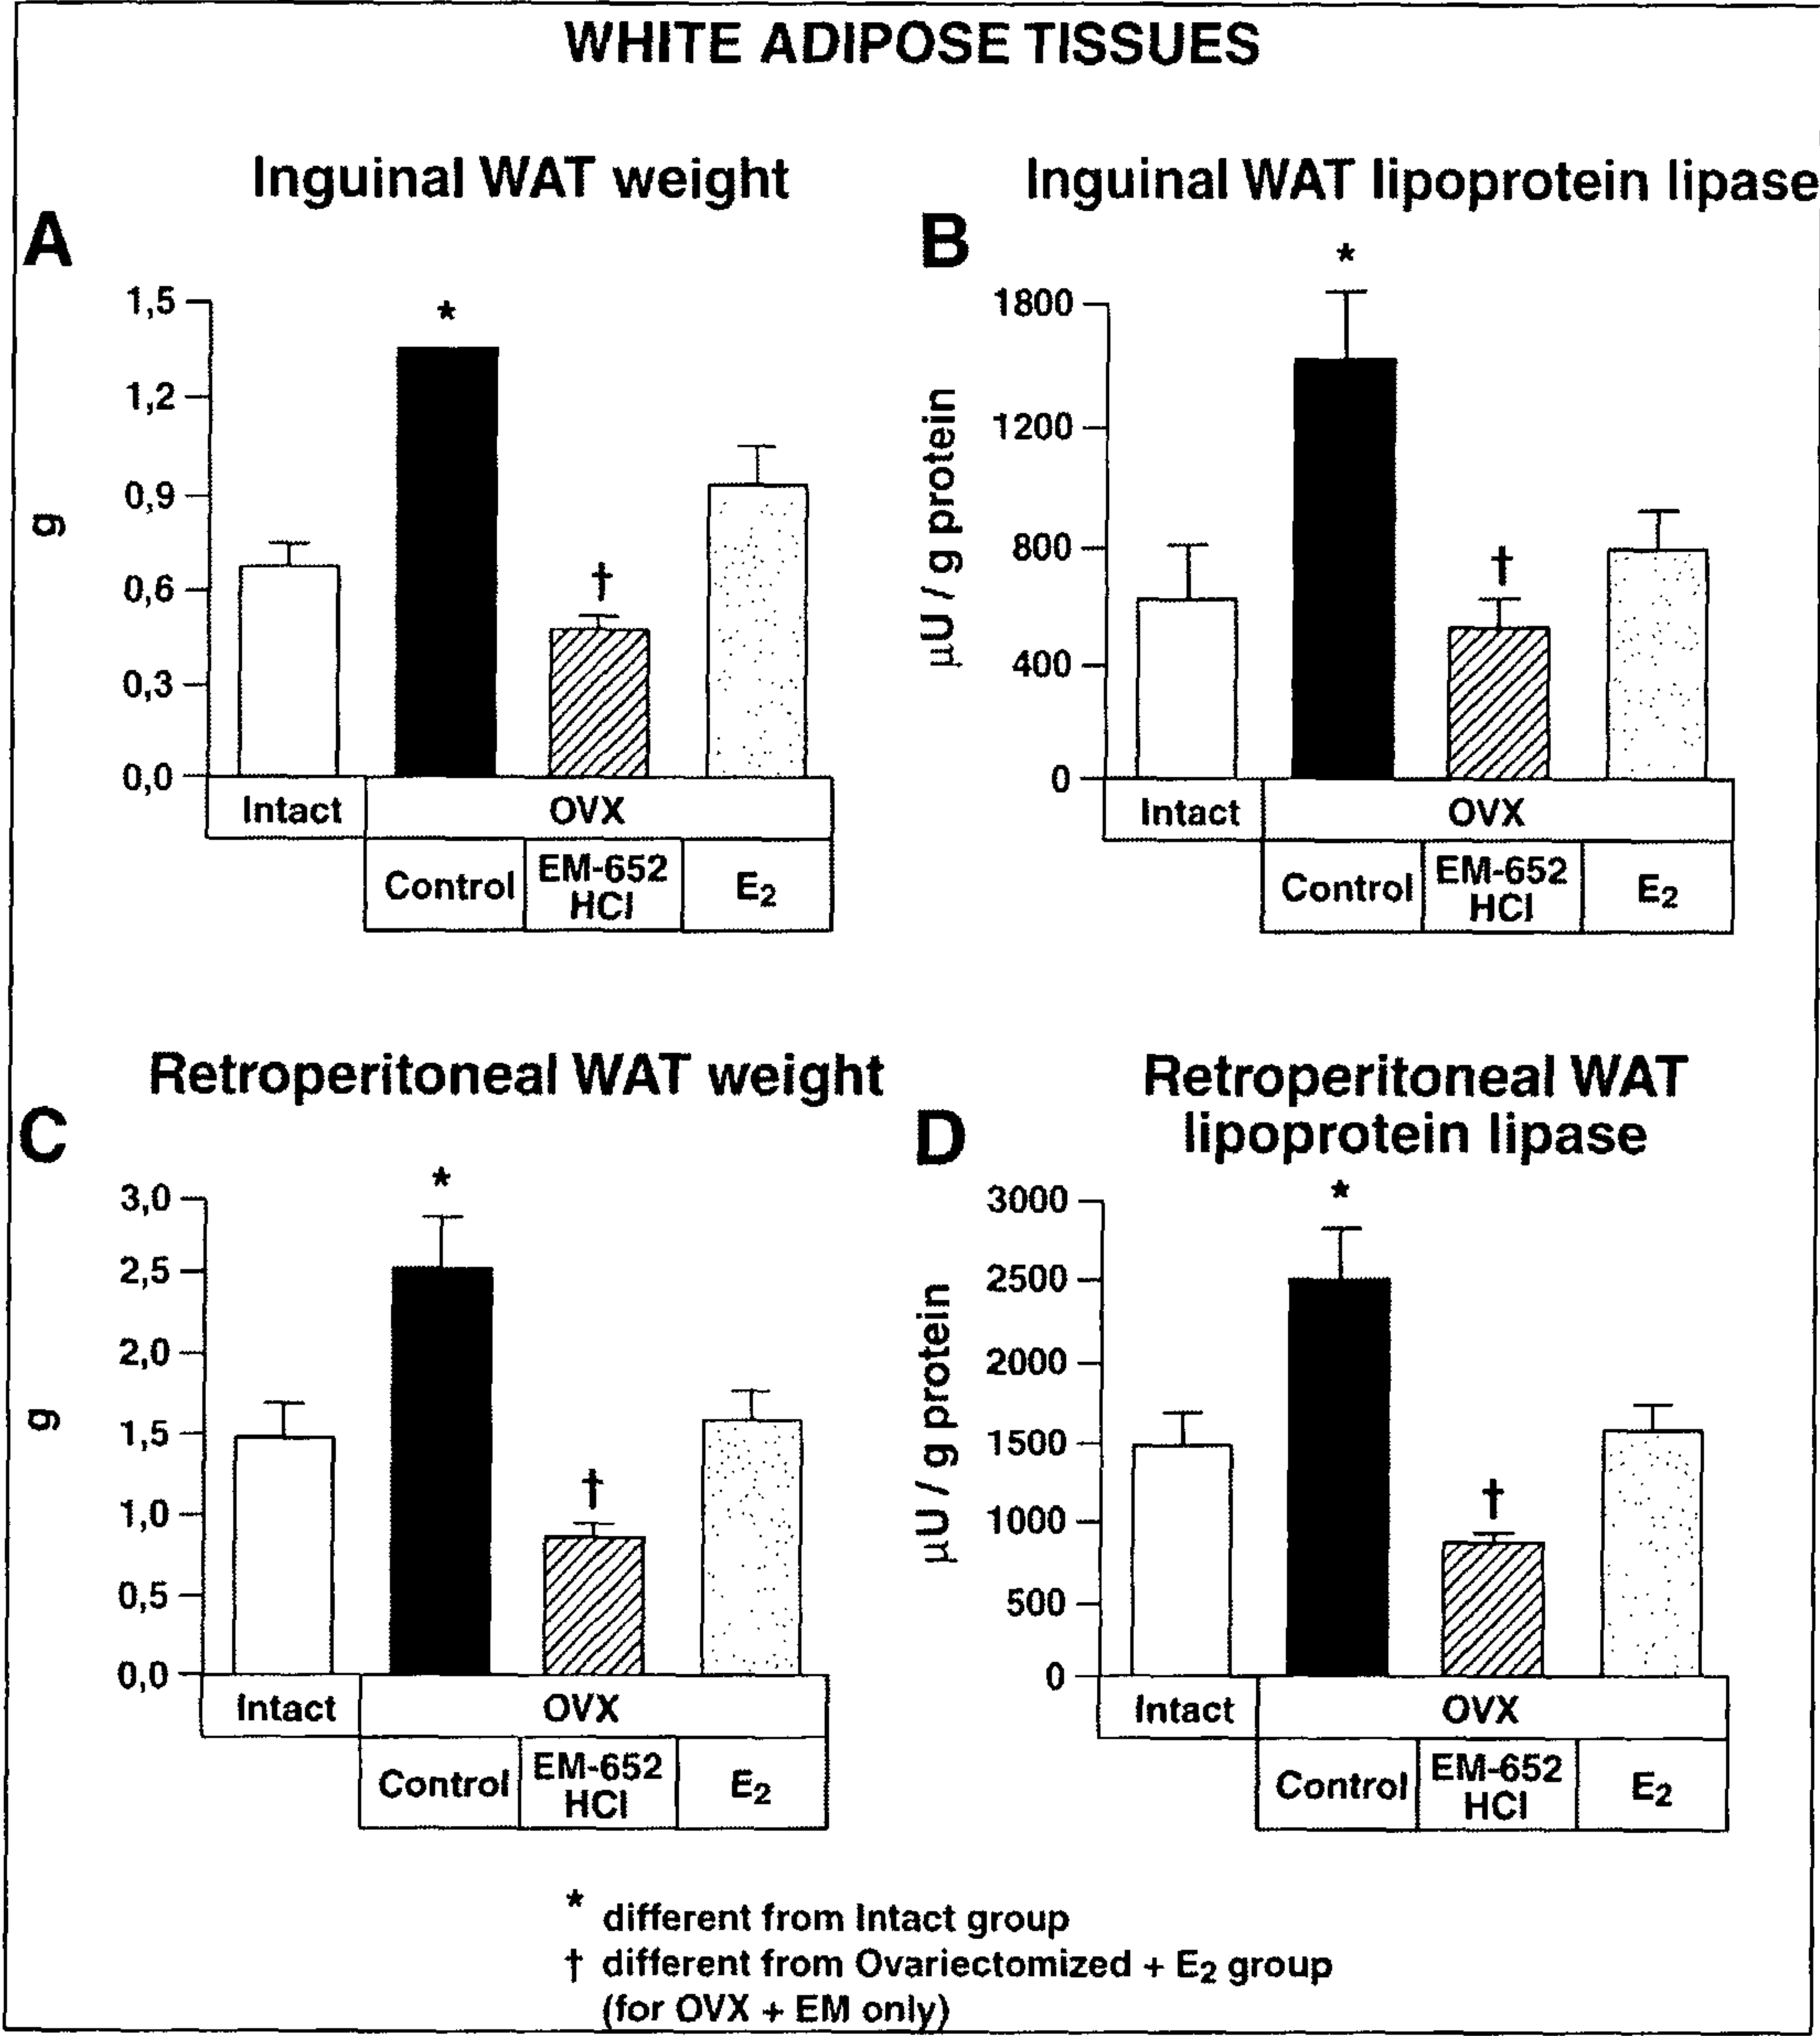 WHITE ADIPOSE TISSUES
Inguinal WAT weight
A
*
1,5
1,2
0,9
0,6
0,3
0,0
g
†
Intact
OVX
Control
EM-652
HCl
E₂
Inguinal WAT lipoprotein lipase
B
*
1800
1200
800
400
0
µU / g protein
†
Intact
OVX
Control
EM-652
HCl
E₂
Retroperitoneal WAT weight
C
*
3,0
2,5
2,0
1,5
1,0
0,5
0,0
g
†
Intact
OVX
Control
EM-652
HCl
E₂
Retroperitoneal WAT
lipoprotein lipase
D
*
3000
2500
2000
1500
1000
500
0
µU / g protein
†
Intact
OVX
Control
EM-652
HCl
E₂
* different from Intact group
† different from Ovariectomized + E₂ group
(for OVX + EM only)